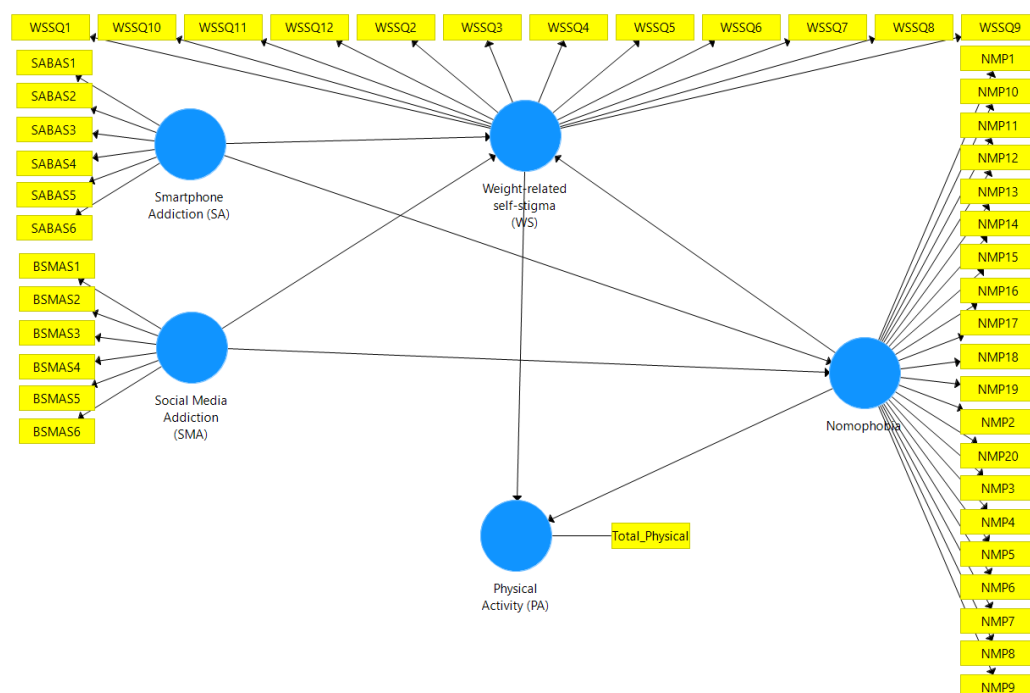 WSSQ1
WSSQ10
WSSQ11
WSSQ12
WSSQ2
WSSQ3
WSSQ4
WSSQ5
WSSQ6
WSSQ7
WSSQ8
WSSQ9
SABAS1
SABAS2
SABAS3
SABAS4
SABAS5
SABAS6
Smartphone
Addiction (SA)
Weight-related
self-stigma
(WS)
BSMAS1
BSMAS2
BSMAS3
BSMAS4
BSMAS5
BSMAS6
Social Media
Addiction
(SMA)
Nomophobia
NMP1
NMP10
NMP11
NMP12
NMP13
NMP14
NMP15
NMP16
NMP17
NMP18
NMP19
NMP2
NMP20
NMP3
NMP4
NMP5
NMP6
NMP7
NMP8
NMP9
Total_Physical
Physical
Activity (PA)